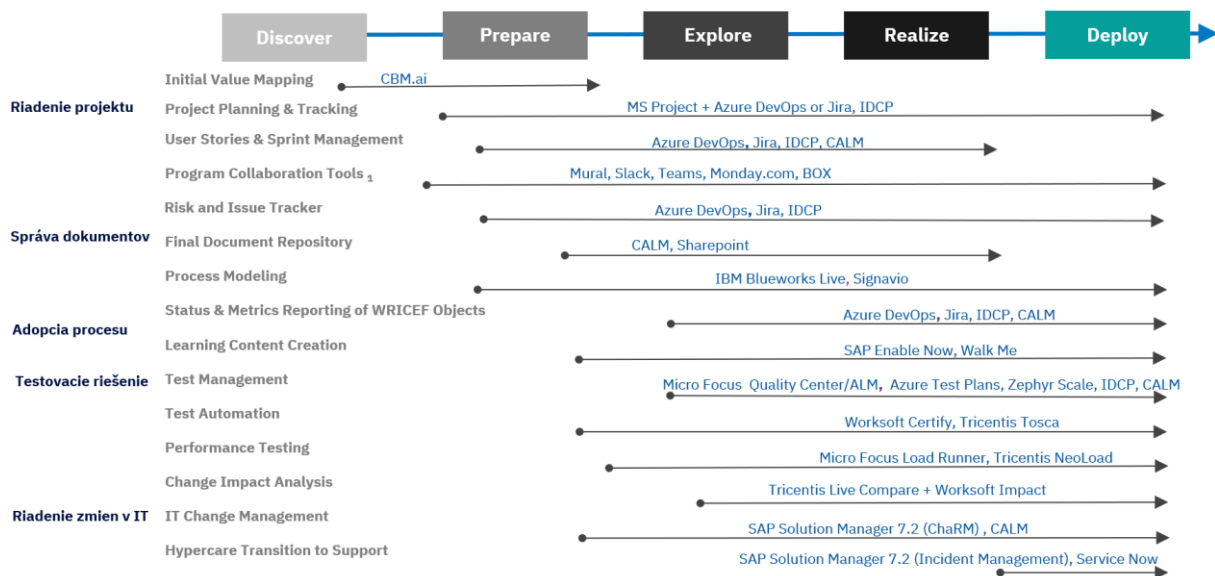 Discover
Prepare
Explore
Realize
Deploy
Initial Value Mapping
CBM.ai
Riadenie projektu
Project Planning & Tracking
MS Project + Azure DevOps or Jira, IDCP
User Stories & Sprint Management
Azure DevOps, Jira, IDCP, CALM
Program Collaboration Tools 1
Mural, Slack, Teams, Monday.com, BOX
Risk and Issue Tracker
Azure DevOps, Jira, IDCP
Správa dokumentov
Final Document Repository
CALM, Sharepoint
Process Modeling
IBM Blueworks Live, Signavio
Status & Metrics Reporting of WRICEF Objects
Azure DevOps, Jira, IDCP, CALM
Adopcia procesu
Learning Content Creation
SAP Enable Now, Walk Me
Testovacie riešenie
Test Management
Micro Focus Quality Center/ALM, Azure Test Plans, Zephyr Scale, IDCP, CALM
Test Automation
Worksoft Certify, Tricentis Tosca
Performance Testing
Micro Focus Load Runner, Tricentis NeoLoad
Change Impact Analysis
Tricentis Live Compare + Worksoft Impact
Riadenie zmien v IT
IT Change Management
SAP Solution Manager 7.2 (ChaRM) , CALM
Hypercare Transition to Support
SAP Solution Manager 7.2 (Incident Management), Service Now